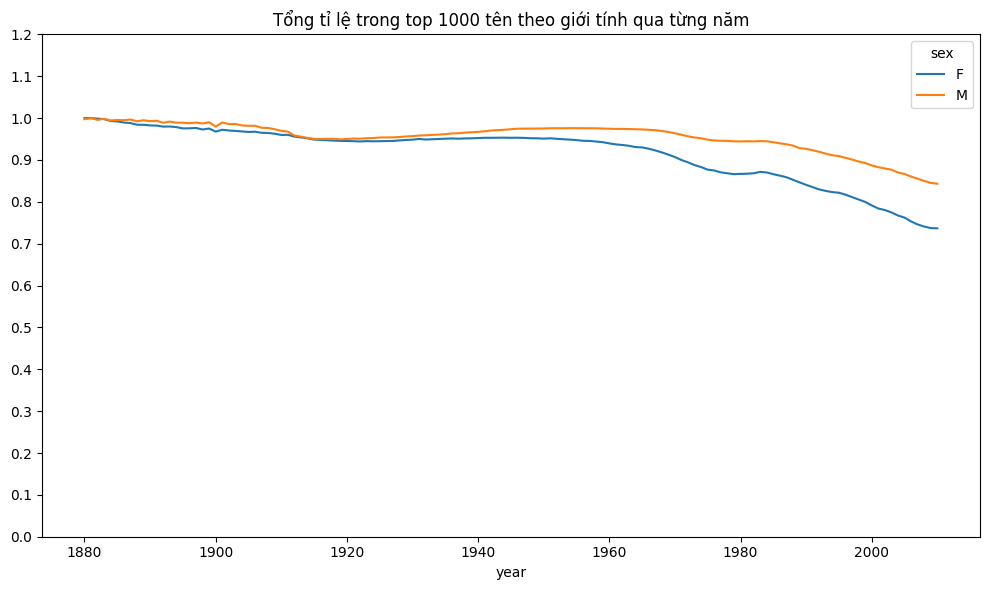 Tổng tỉ lệ trong top 1000 tên theo giới tính qua từng năm
1.2
1.1
1.0
0.9
0.8
0.7
0.6
0.5
0.4
0.3
0.2
0.1
0.0
sex
F
M
1880 1900 1920 1940 1960 1980 2000
year